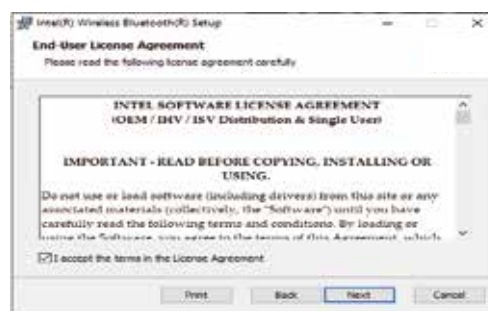 Intel(R) Wireless Bluetooth(R) Setup
End-User License Agreement
Please read the following license agreement carefully
INTEL SOFTWARE LICENSE AGREEMENT
(OEM / IHV / ISV Distribution & Single User)
IMPORTANT - READ BEFORE COPYING, INSTALLING OR
USING.
Do not use or load software (including drivers) from this site or any
associated materials (collectively, the "Software") until you have
carefully read the following terms and conditions. By loading or
using the Software, you agree to the terms of this Agreement, which
I accept the terms in the License Agreement
Print
Back
Next
Cancel